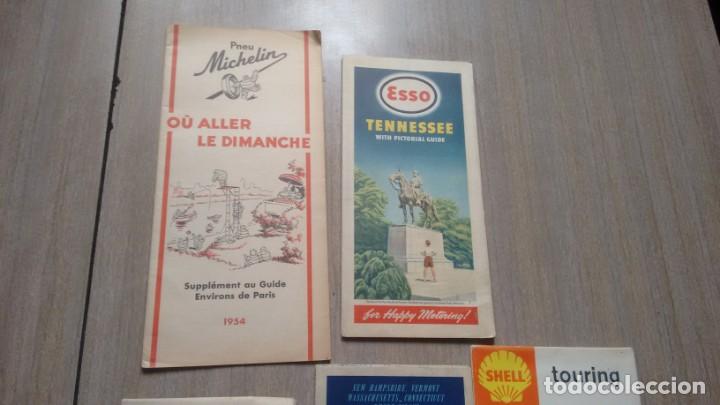 Pneu
Michelin
OÙ ALLER
LE DIMANCHE
Supplément au Guide
Environs de Paris
1954
Esso
TENNESSEE
WITH PICTORIAL GUIDE
for Happy Motoring!
NEW HAMPSHIRE, VERMONT
MASSACHUSETTS, CONNECTICUT
SHELL
touring
todocoleccion